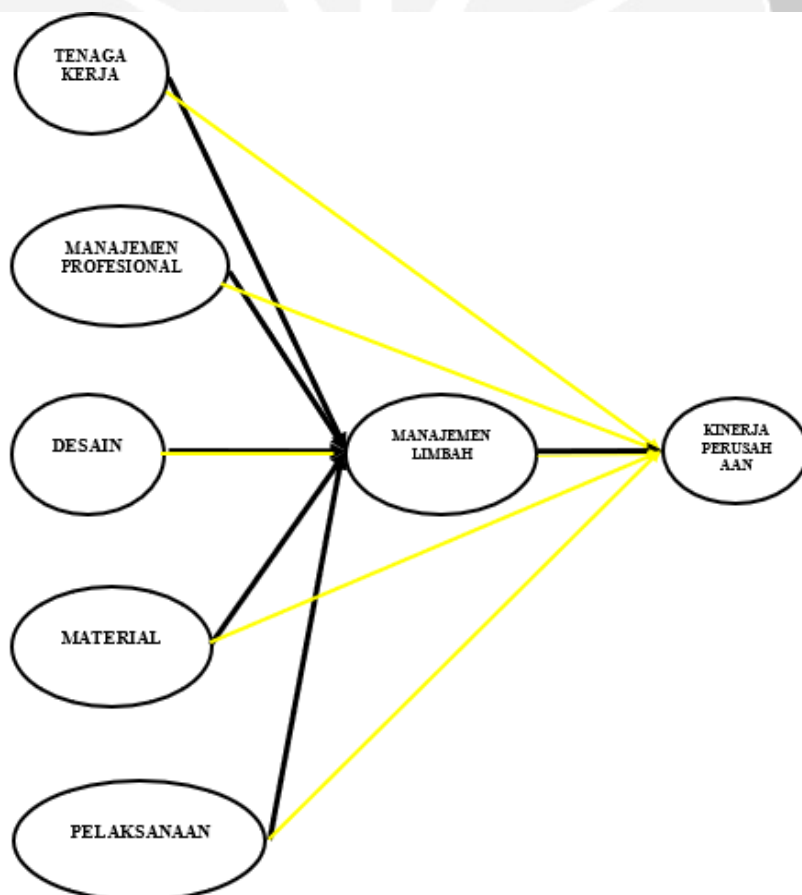 TENAGA
KERJA
MANAJEMEN
PROFESIONAL
DESAIN
MANAJEMEN
LIMBAH
KINERJA
PERUSAH
AAN
MATERIAL
PELAKSANAAN